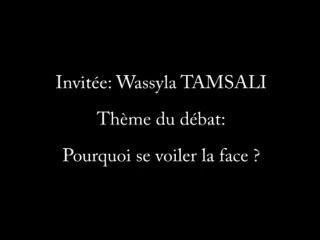 Invitée: Wassyla TAMSALI
Thème du débat:
Pourquoi se voiler la face ?